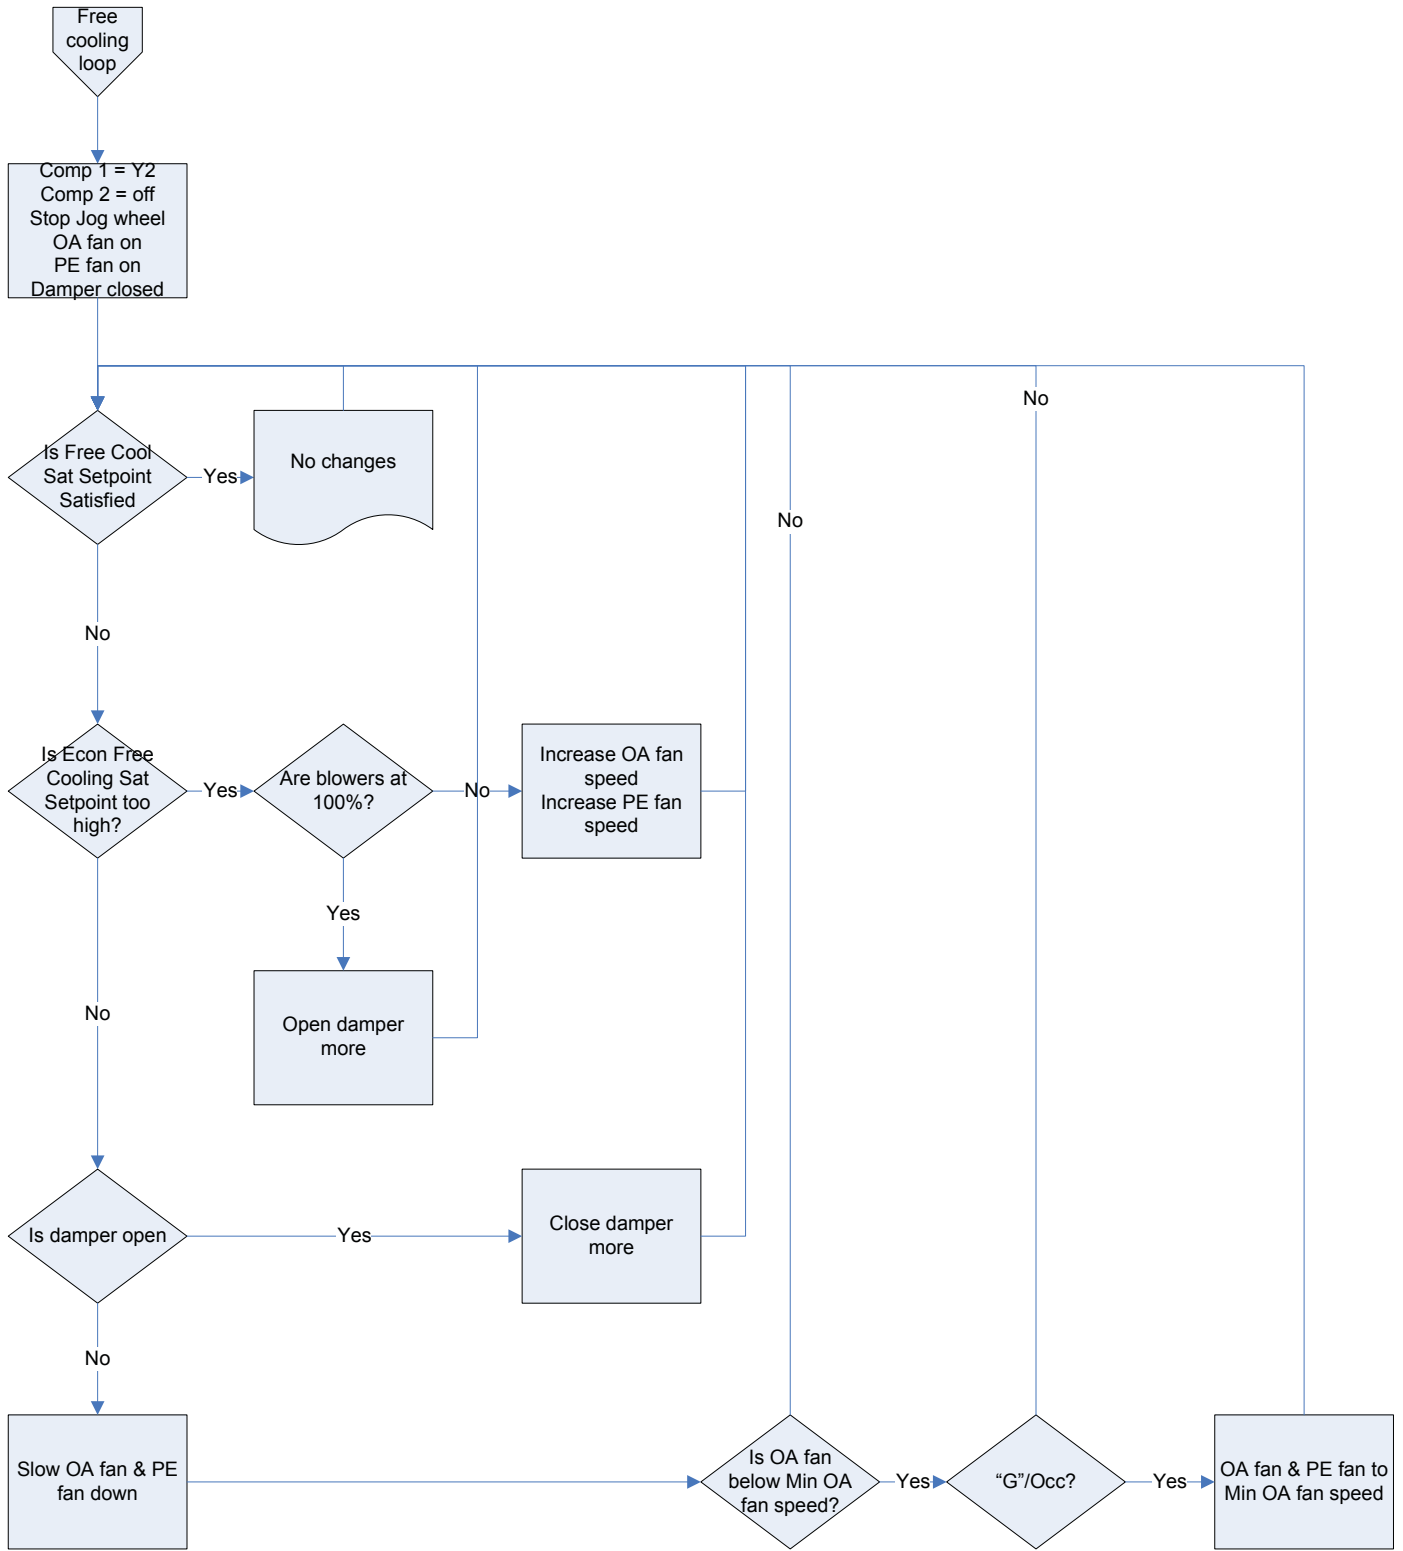 Free
cooling
loop
Comp 1 = Y2
Comp 2 = off
Stop Jog wheel
OA fan on
PE fan on
Damper closed
No
Is Free Cool
Sat Setpoint
Satisfied
Yes
No changes
No
No
Is Econ Free
Cooling Sat
Setpoint too
high?
Yes
Are blowers at
100%?
No
Increase OA fan
speed
Increase PE fan
speed
Yes
No
Open damper
more
Is damper open
Yes
Close damper
more
No
Slow OA fan & PE
fan down
Is OA fan
below Min OA
fan speed?
Yes
“G”/Occ?
Yes
OA fan & PE fan to
Min OA fan speed